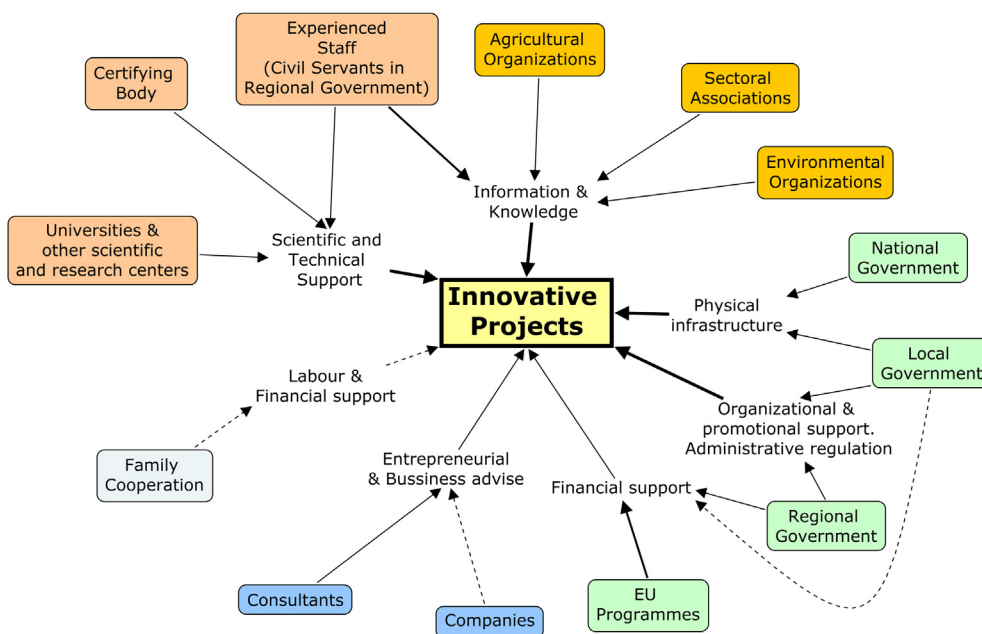 Experienced
Staff
(Civil Servants in
Regional Government)
Agricultural
Organizations
Certifying
Body
Sectoral
Associations
Environmental
Organizations
Information &
Knowledge
Universities &
other scientific
and research centers
Scientific and
Technical
Support
National
Government
Innovative
Projects
Physical
infrastructure
Local
Government
Labour &
Financial support
Organizational &
promotional support.
Administrative regulation
Family
Cooperation
Entrepreneurial
& Bussiness advise
Financial support
Regional
Government
Consultants
Companies
EU
Programmes